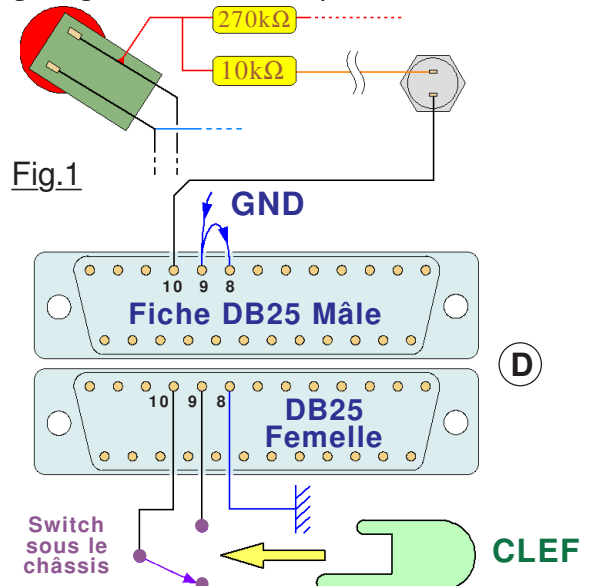 270kΩ
10kΩ
Fig.1
GND
10 9 8
Fiche DB25 Mâle
D
10 9 8
DB25
Femelle
Switch
sous le
châssis
CLEF